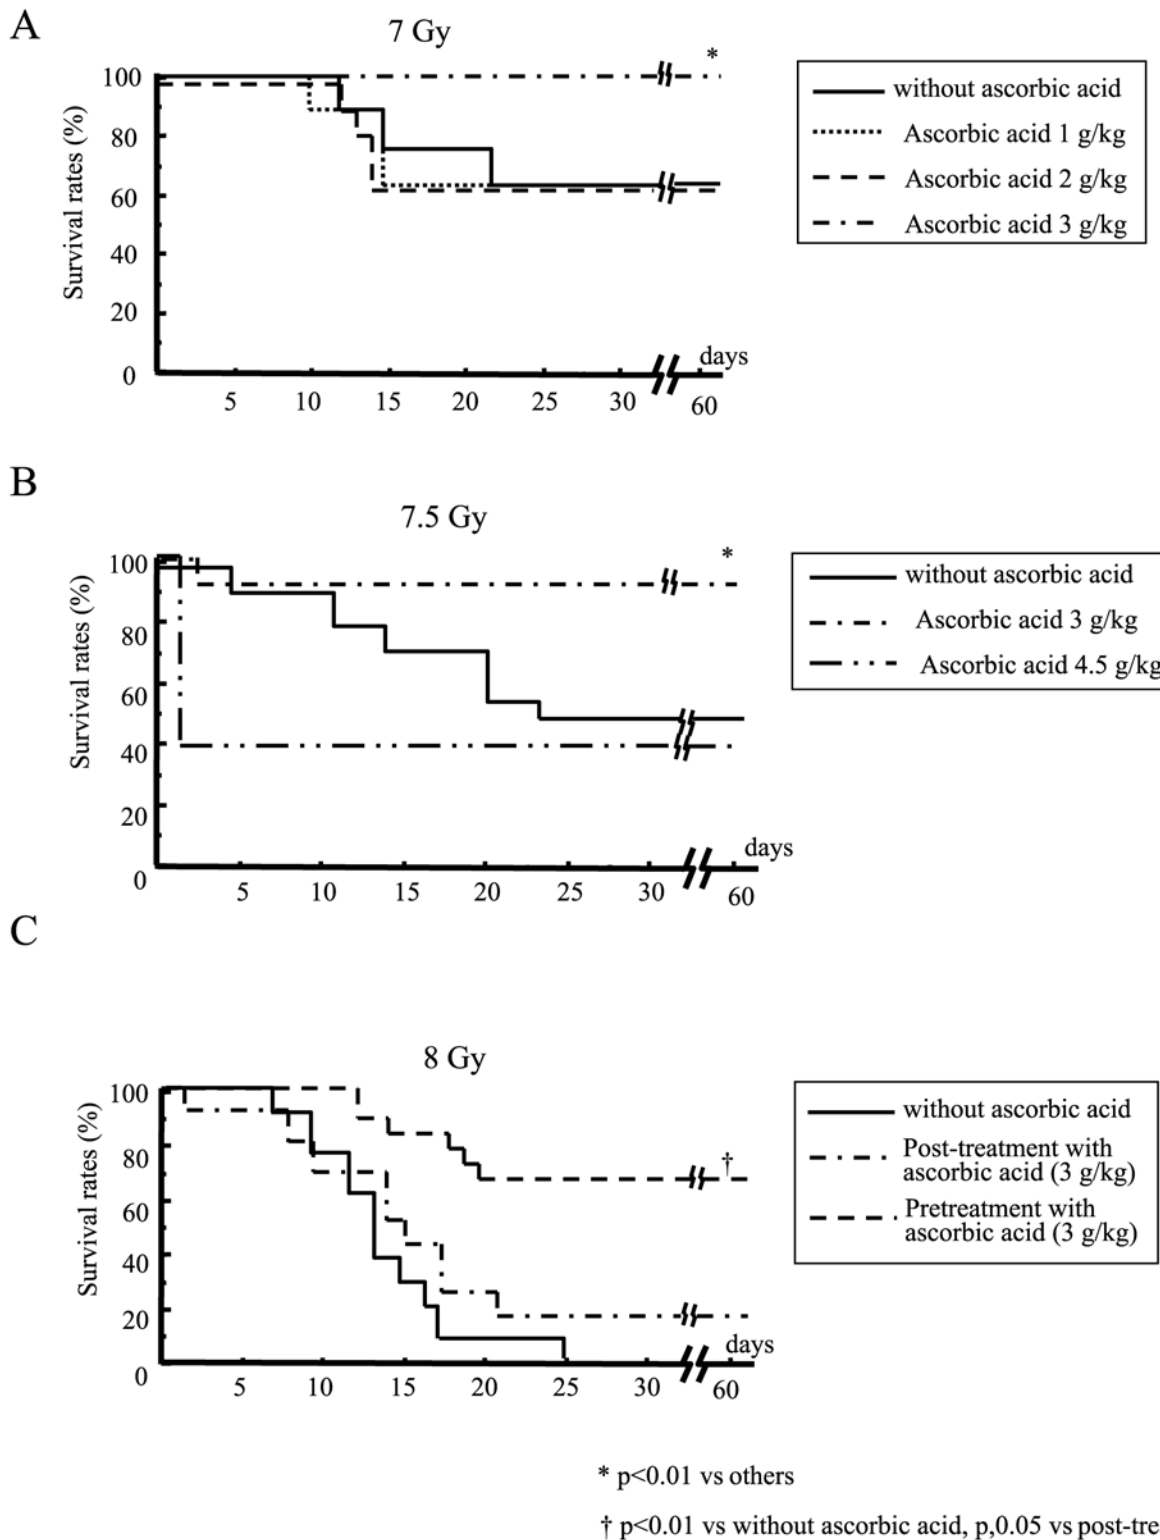 A
7 Gy
*
100
80
60
40
20
0
Survival rates (%)
days
5 10 15 20 25 30 60
without ascorbic acid
Ascorbic acid 1 g/kg
Ascorbic acid 2 g/kg
Ascorbic acid 3 g/kg
B
7.5 Gy
*
100
80
60
40
20
0
Survival rates (%)
days
5 10 15 20 25 30 60
without ascorbic acid
Ascorbic acid 3 g/kg
Ascorbic acid 4.5 g/kg
C
8 Gy
†
100
80
60
40
20
0
Survival rates (%)
days
5 10 15 20 25 30 60
without ascorbic acid
Post-treatment with
ascorbic acid (3 g/kg)
Pretreatment with
ascorbic acid (3 g/kg)
* p<0.01 vs others
† p<0.01 vs without ascorbic acid, p,0.05 vs post-tre